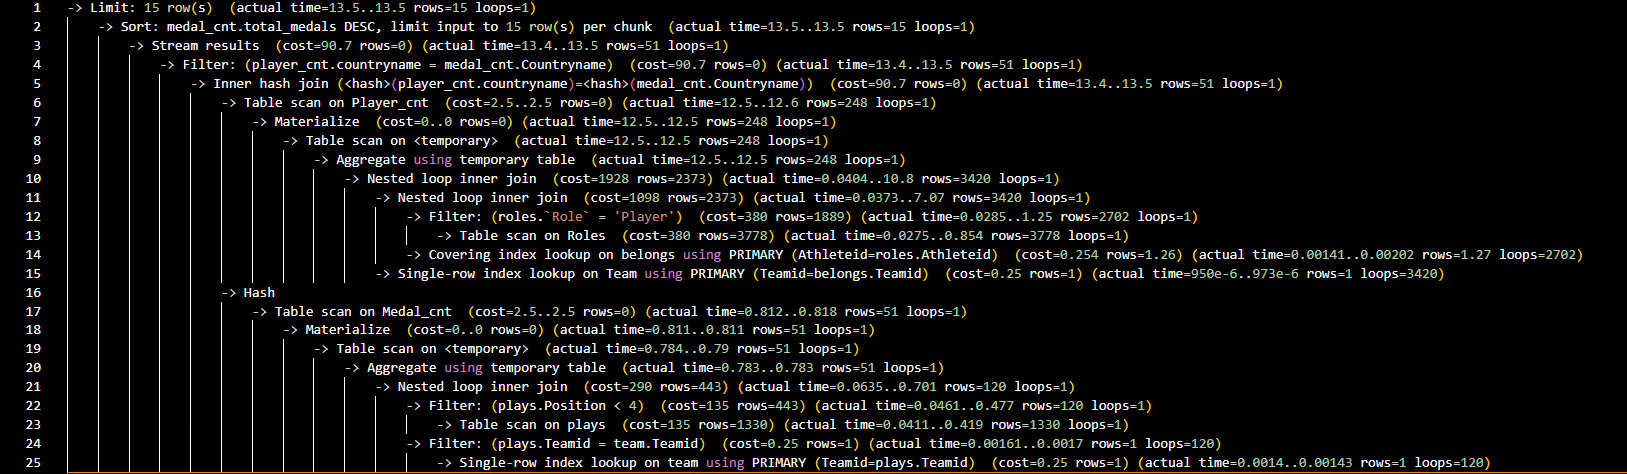 1 -> Limit: 15 row(s) (actual time=13.5..13.5 rows=15 loops=1)
2 -> Sort: medal_cnt.total_medals DESC, limit input to 15 row(s) per chunk (actual time=13.5..13.5 rows=15 loops=1)
3 -> Stream results (cost=90.7 rows=0) (actual time=13.4..13.5 rows=51 loops=1)
4 -> Filter: (player_cnt.countryname = medal_cnt.Countryname) (cost=90.7 rows=0) (actual time=13.4..13.5 rows=51 loops=1)
5 -> Inner hash join (<hash>(player_cnt.countryname)=<hash>(medal_cnt.Countryname)) (cost=90.7 rows=0) (actual time=13.4..13.5 rows=51 loops=1)
6 -> Table scan on Player_cnt (cost=2.5..2.5 rows=0) (actual time=12.5..12.6 rows=248 loops=1)
7 -> Materialize (cost=0..0 rows=0) (actual time=12.5..12.5 rows=248 loops=1)
8 -> Table scan on <temporary> (actual time=12.5..12.5 rows=248 loops=1)
9 -> Aggregate using temporary table (actual time=12.5..12.5 rows=248 loops=1)
10 -> Nested loop inner join (cost=1928 rows=2373) (actual time=0.0404..10.8 rows=3420 loops=1)
11 -> Nested loop inner join (cost=1098 rows=2373) (actual time=0.0373..7.07 rows=3420 loops=1)
12 -> Filter: (roles.`Role` = 'Player') (cost=380 rows=1889) (actual time=0.0285..1.25 rows=2702 loops=1)
13 -> Table scan on Roles (cost=380 rows=3778) (actual time=0.0275..0.854 rows=3778 loops=1)
14 -> Covering index lookup on belongs using PRIMARY (Athleteid=roles.Athleteid) (cost=0.254 rows=1.26) (actual time=0.00141..0.00202 rows=1.27 loops=2702)
15 -> Single-row index lookup on Team using PRIMARY (Teamid=belongs.Teamid) (cost=0.25 rows=1) (actual time=950e-6..973e-6 rows=1 loops=3420)
16 -> Hash
17 -> Table scan on Medal_cnt (cost=2.5..2.5 rows=0) (actual time=0.812..0.818 rows=51 loops=1)
18 -> Materialize (cost=0..0 rows=0) (actual time=0.811..0.811 rows=51 loops=1)
19 -> Table scan on <temporary> (actual time=0.784..0.79 rows=51 loops=1)
20 -> Aggregate using temporary table (actual time=0.783..0.783 rows=51 loops=1)
21 -> Nested loop inner join (cost=290 rows=443) (actual time=0.0635..0.701 rows=120 loops=1)
22 -> Filter: (plays.Position < 4) (cost=135 rows=443) (actual time=0.0461..0.477 rows=120 loops=1)
23 -> Table scan on plays (cost=135 rows=1330) (actual time=0.0411..0.419 rows=1330 loops=1)
24 -> Filter: (plays.Teamid = team.Teamid) (cost=0.25 rows=1) (actual time=0.00161..0.0017 rows=1 loops=120)
25 -> Single-row index lookup on team using PRIMARY (Teamid=plays.Teamid) (cost=0.25 rows=1) (actual time=0.0014..0.00143 rows=1 loops=120)